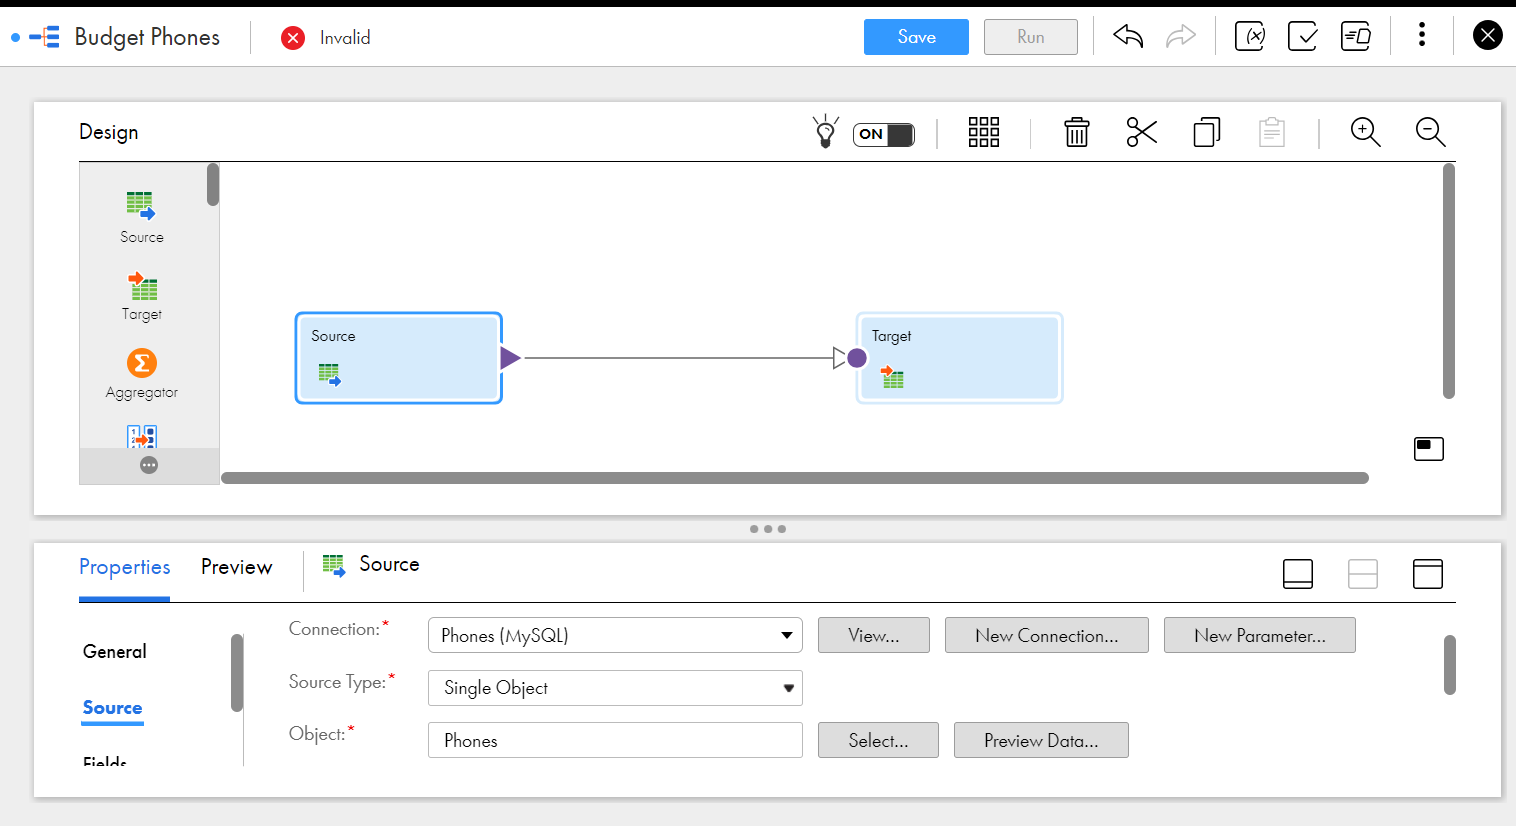 Budget Phones
Invalid
Save
Run
Design
ON
Source
Target
Aggregator
Source
Target
Properties
Preview
Source
General
Source
Fields
Connection:*
Phones (MySQL)
View...
New Connection...
New Parameter...
Source Type:*
Single Object
Object:*
Phones
Select...
Preview Data...